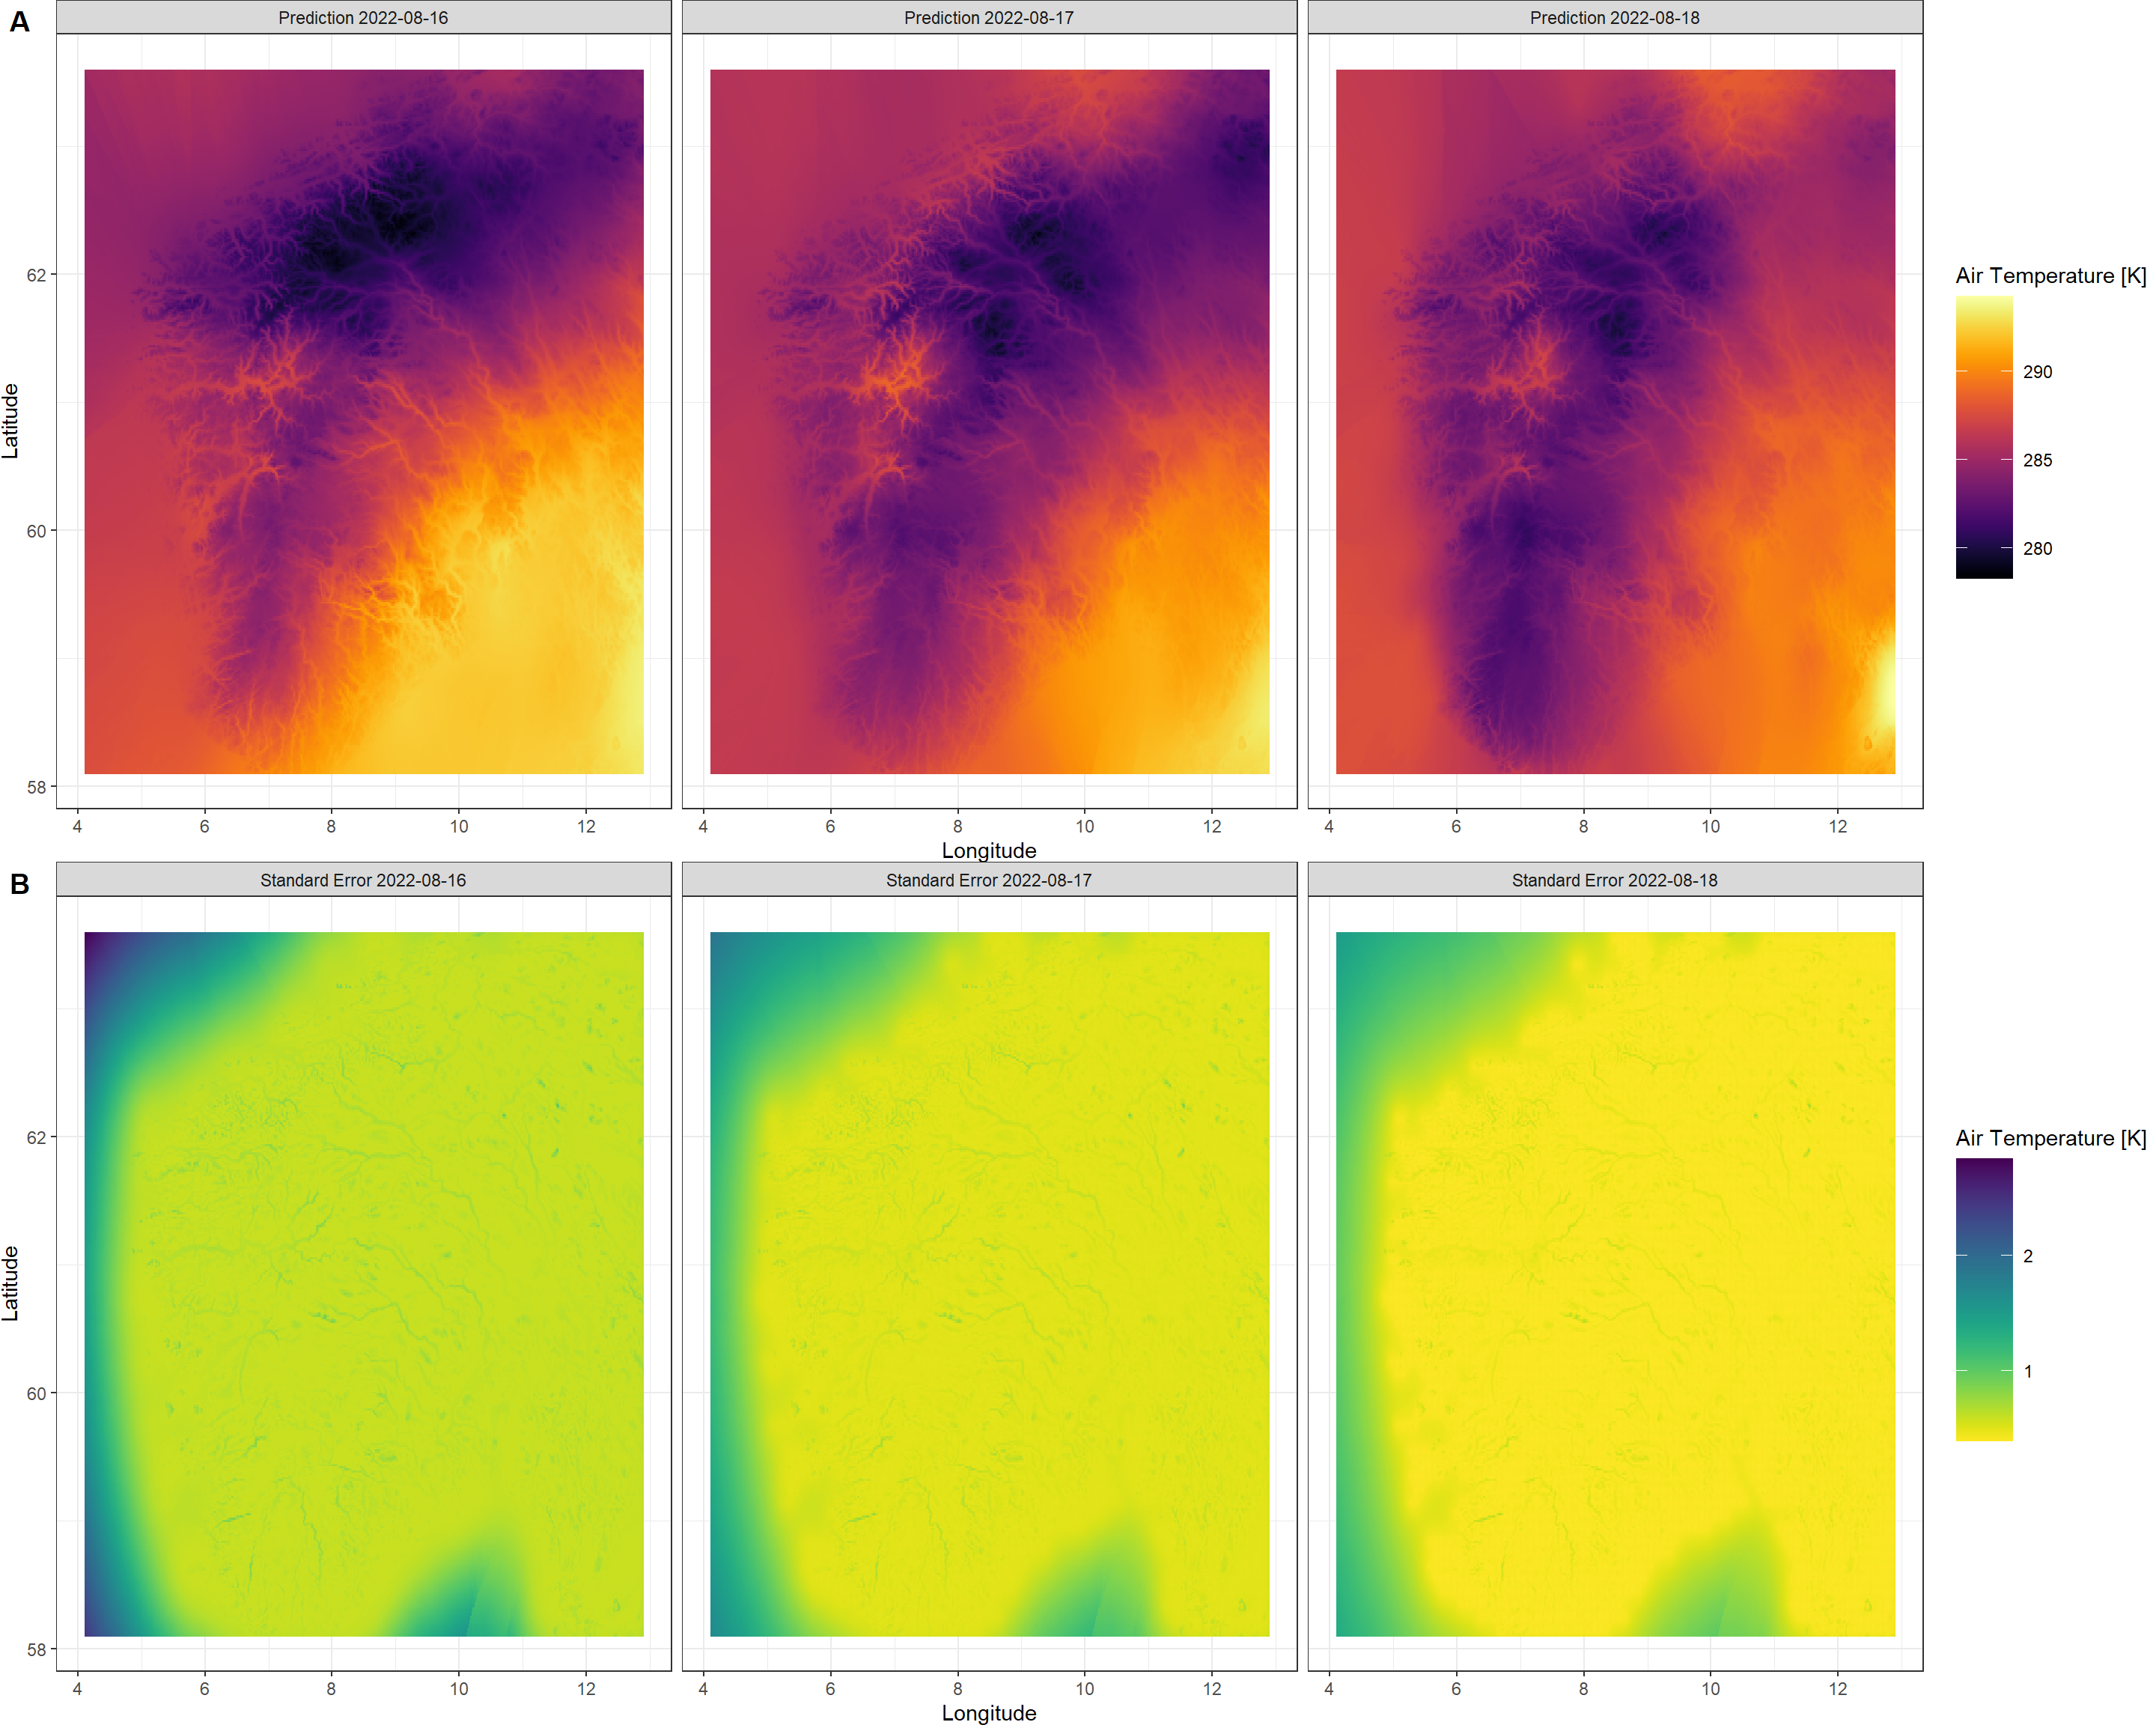 A
Prediction 2022-08-16
Prediction 2022-08-17
Prediction 2022-08-18
Latitude
62
60
58
4 6 8 10 12
4 6 8 10 12
4 6 8 10 12
Longitude
Air Temperature [K]
290
285
280
B
Standard Error 2022-08-16
Standard Error 2022-08-17
Standard Error 2022-08-18
Latitude
62
60
58
4 6 8 10 12
4 6 8 10 12
4 6 8 10 12
Longitude
Air Temperature [K]
2
1